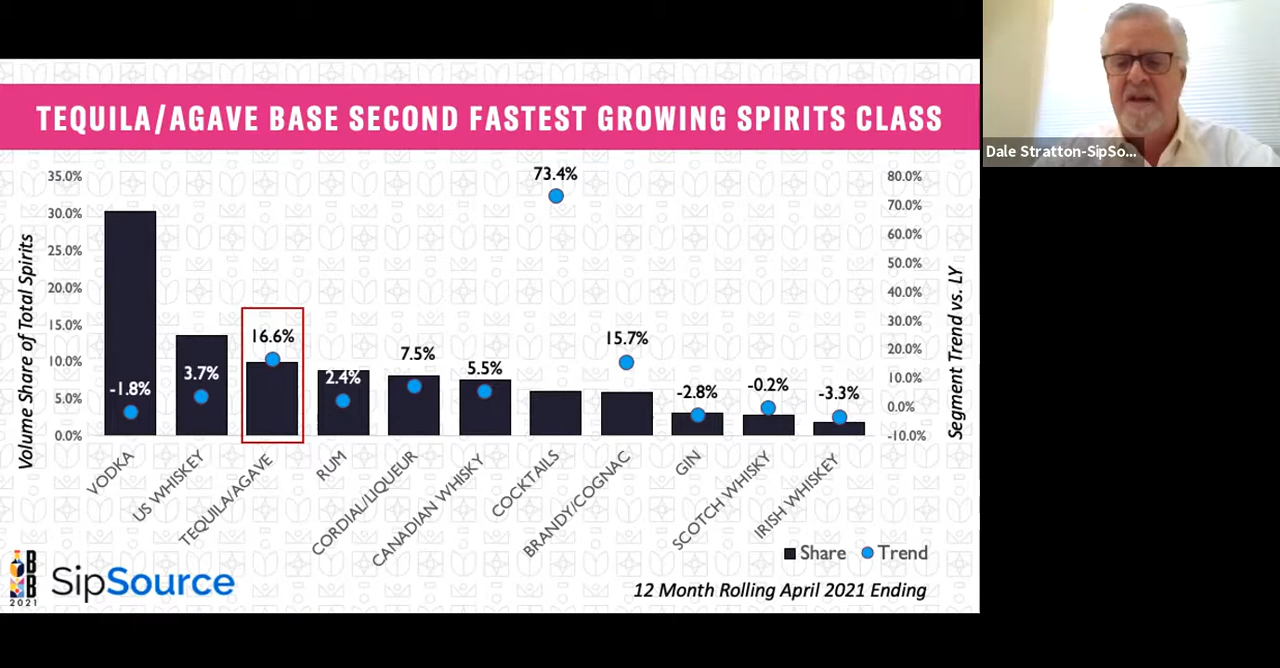 TEQUILA/AGAVE BASE SECOND FASTEST GROWING SPIRITS CLASS
Dale Stratton-SipSo...
Volume Share of Total Spirits
35.0%
30.0%
25.0%
20.0%
15.0%
10.0%
5.0%
0.0%
-1.8%
3.7%
16.6%
2.4%
7.5%
5.5%
73.4%
15.7%
-2.8%
-0.2%
-3.3%
80.0%
70.0%
60.0%
50.0%
40.0%
30.0%
20.0%
10.0%
0.0%
-10.0%
Segment Trend vs. LY
VODKA
US WHISKEY
TEQUILA/AGAVE
RUM
CORDIAL/LIQUEUR
CANADIAN WHISKY
COCKTAILS
BRANDY/COGNAC
GIN
SCOTCH WHISKY
IRISH WHISKEY
Share
Trend
BB
2021
SipSource
12 Month Rolling April 2021 Ending